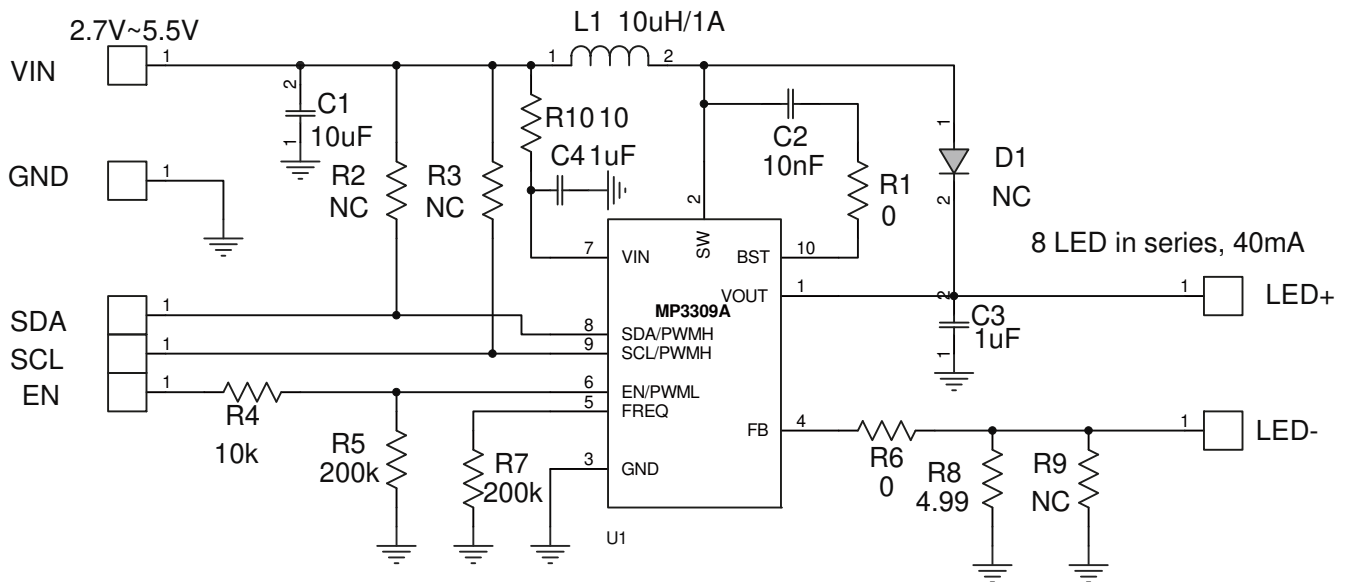 L1 10uH/1A
2.7V~5.5V
VIN
1
1
2
2
C1
10uF
1
R10 10
C4 1uF
C2
10nF
1
D1
NC
2
GND
1
R2
NC
R3
NC
R1
0
2
SW
8 LED in series, 40mA
7
VIN
BST
10
VOUT
1
2
1
LED+
MP3309A
C3
1uF
1
SDA
1
8
SDA/PWMH
SCL
1
9
SCL/PWMH
EN
1
6
EN/PWML
5
FREQ
R4
10k
R5
200k
R7
200k
3
GND
FB
4
1
LED-
R6
0
R8
4.99
R9
NC
U1